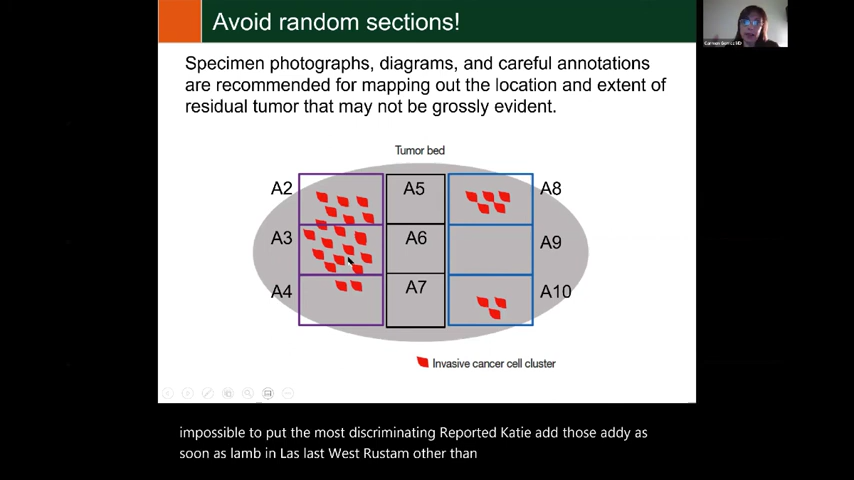 Avoid random sections!
Specimen photographs, diagrams, and careful annotations
are recommended for mapping out the location and extent of
residual tumor that may not be grossly evident.
Tumor bed
A2 A5 A8
A3 A6 A9
A4 A7 A10
Invasive cancer cell cluster
impossible to put the most discriminating Reported Katie add those addy as
soon as lamb in Las last West Rustam other than